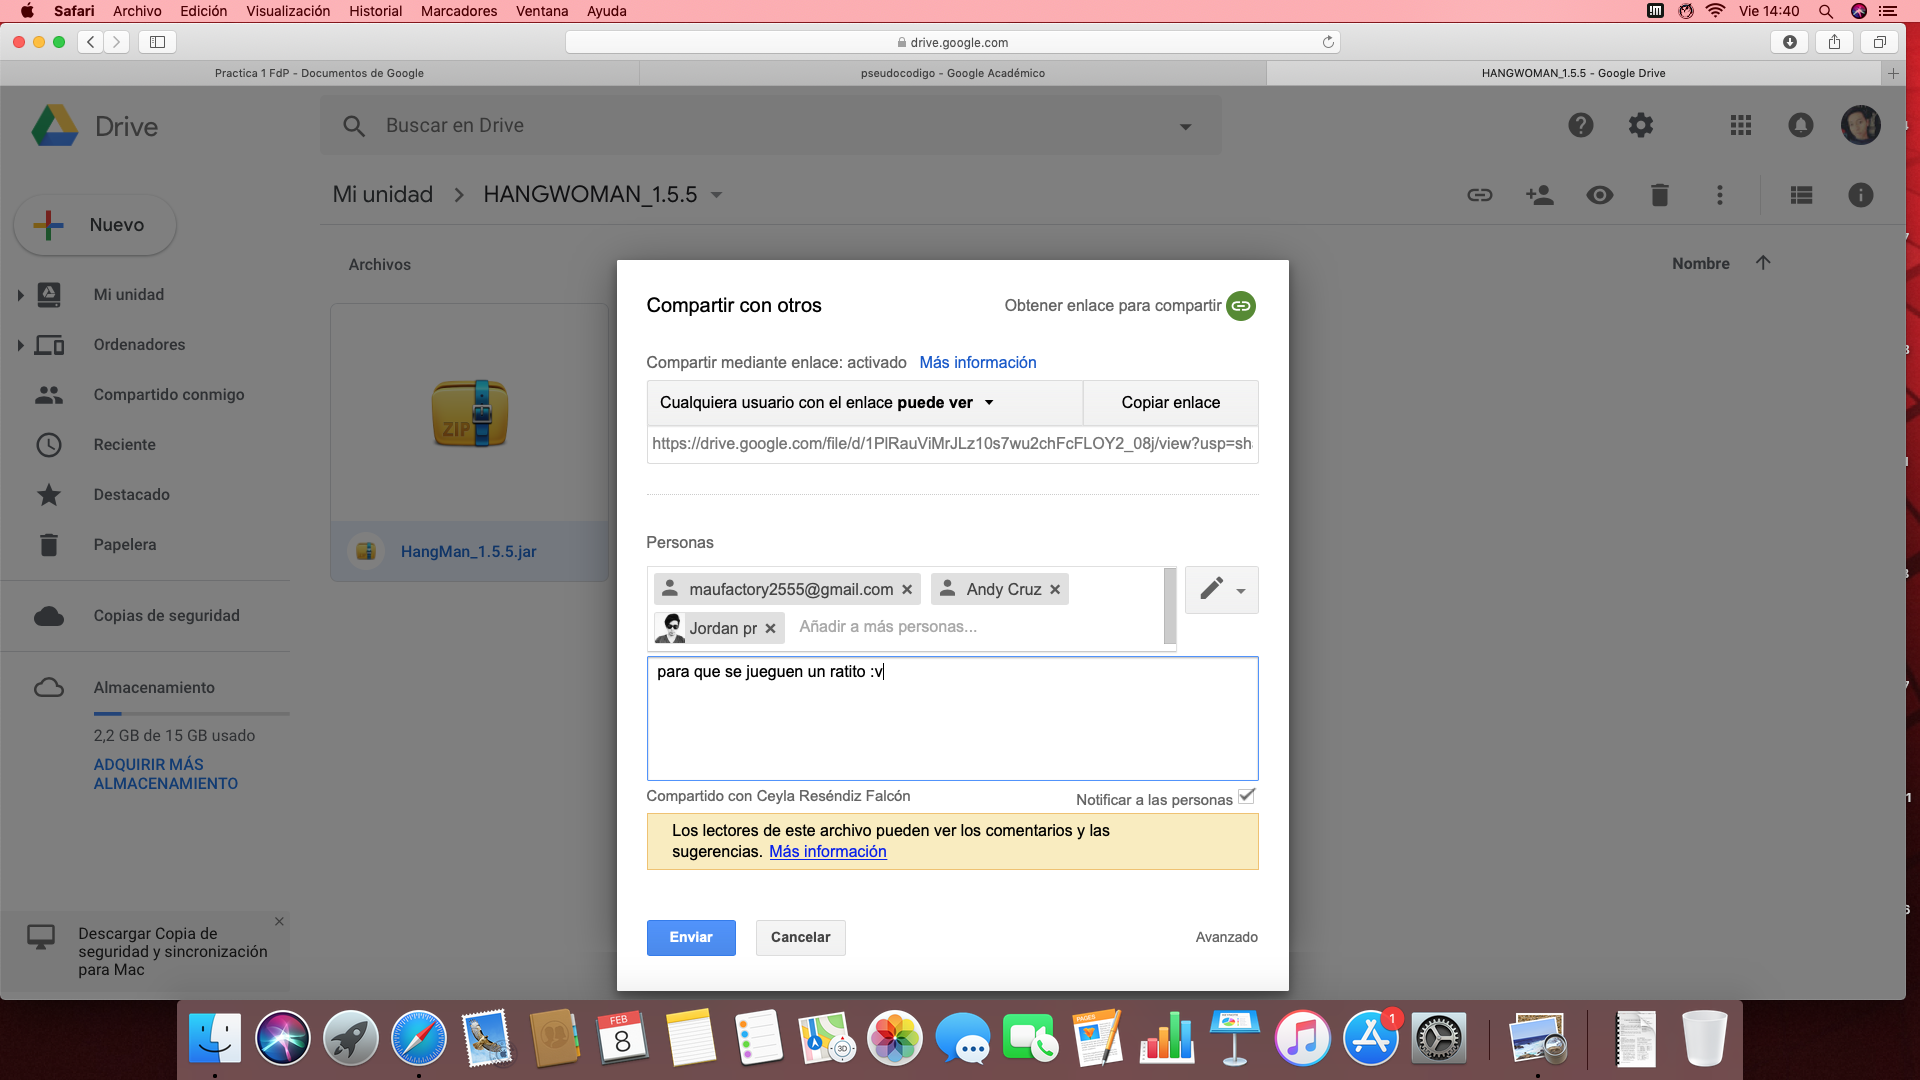 Safari Archivo Edición Visualización Historial Marcadores Ventana Ayuda Vie 14:40
drive.google.com
Practica 1 FdP - Documentos de Google
pseudocodigo - Google Académico
HANGWOMAN_1.5.5 - Google Drive
Drive
Buscar en Drive
Mi unidad > HANGWOMAN_1.5.5
Nuevo
Archivos
Nombre
Mi unidad
Ordenadores
Compartido conmigo
Reciente
Destacado
Papelera
Copias de seguridad
Almacenamiento
2,2 GB de 15 GB usado
ADQUIRIR MÁS
ALMACENAMIENTO
Descargar Copia de
seguridad y sincronización
para Mac
ZIP
HangMan_1.5.5.jar
Compartir con otros
Obtener enlace para compartir
Compartir mediante enlace: activado Más información
Cualquiera usuario con el enlace puede ver
Copiar enlace
https://drive.google.com/file/d/1PlRauViMrJLz10s7wu2chFcFLOY2_08j/view?usp=sh
Personas
maufactory2555@gmail.com Andy Cruz
Jordan pr Añadir a más personas...
para que se jueguen un ratito :v
Compartido con Ceyla Reséndiz Falcón
Notificar a las personas
Los lectores de este archivo pueden ver los comentarios y las
sugerencias. Más información
Enviar
Cancelar
Avanzado
FEB
8
3D
PAGES
1